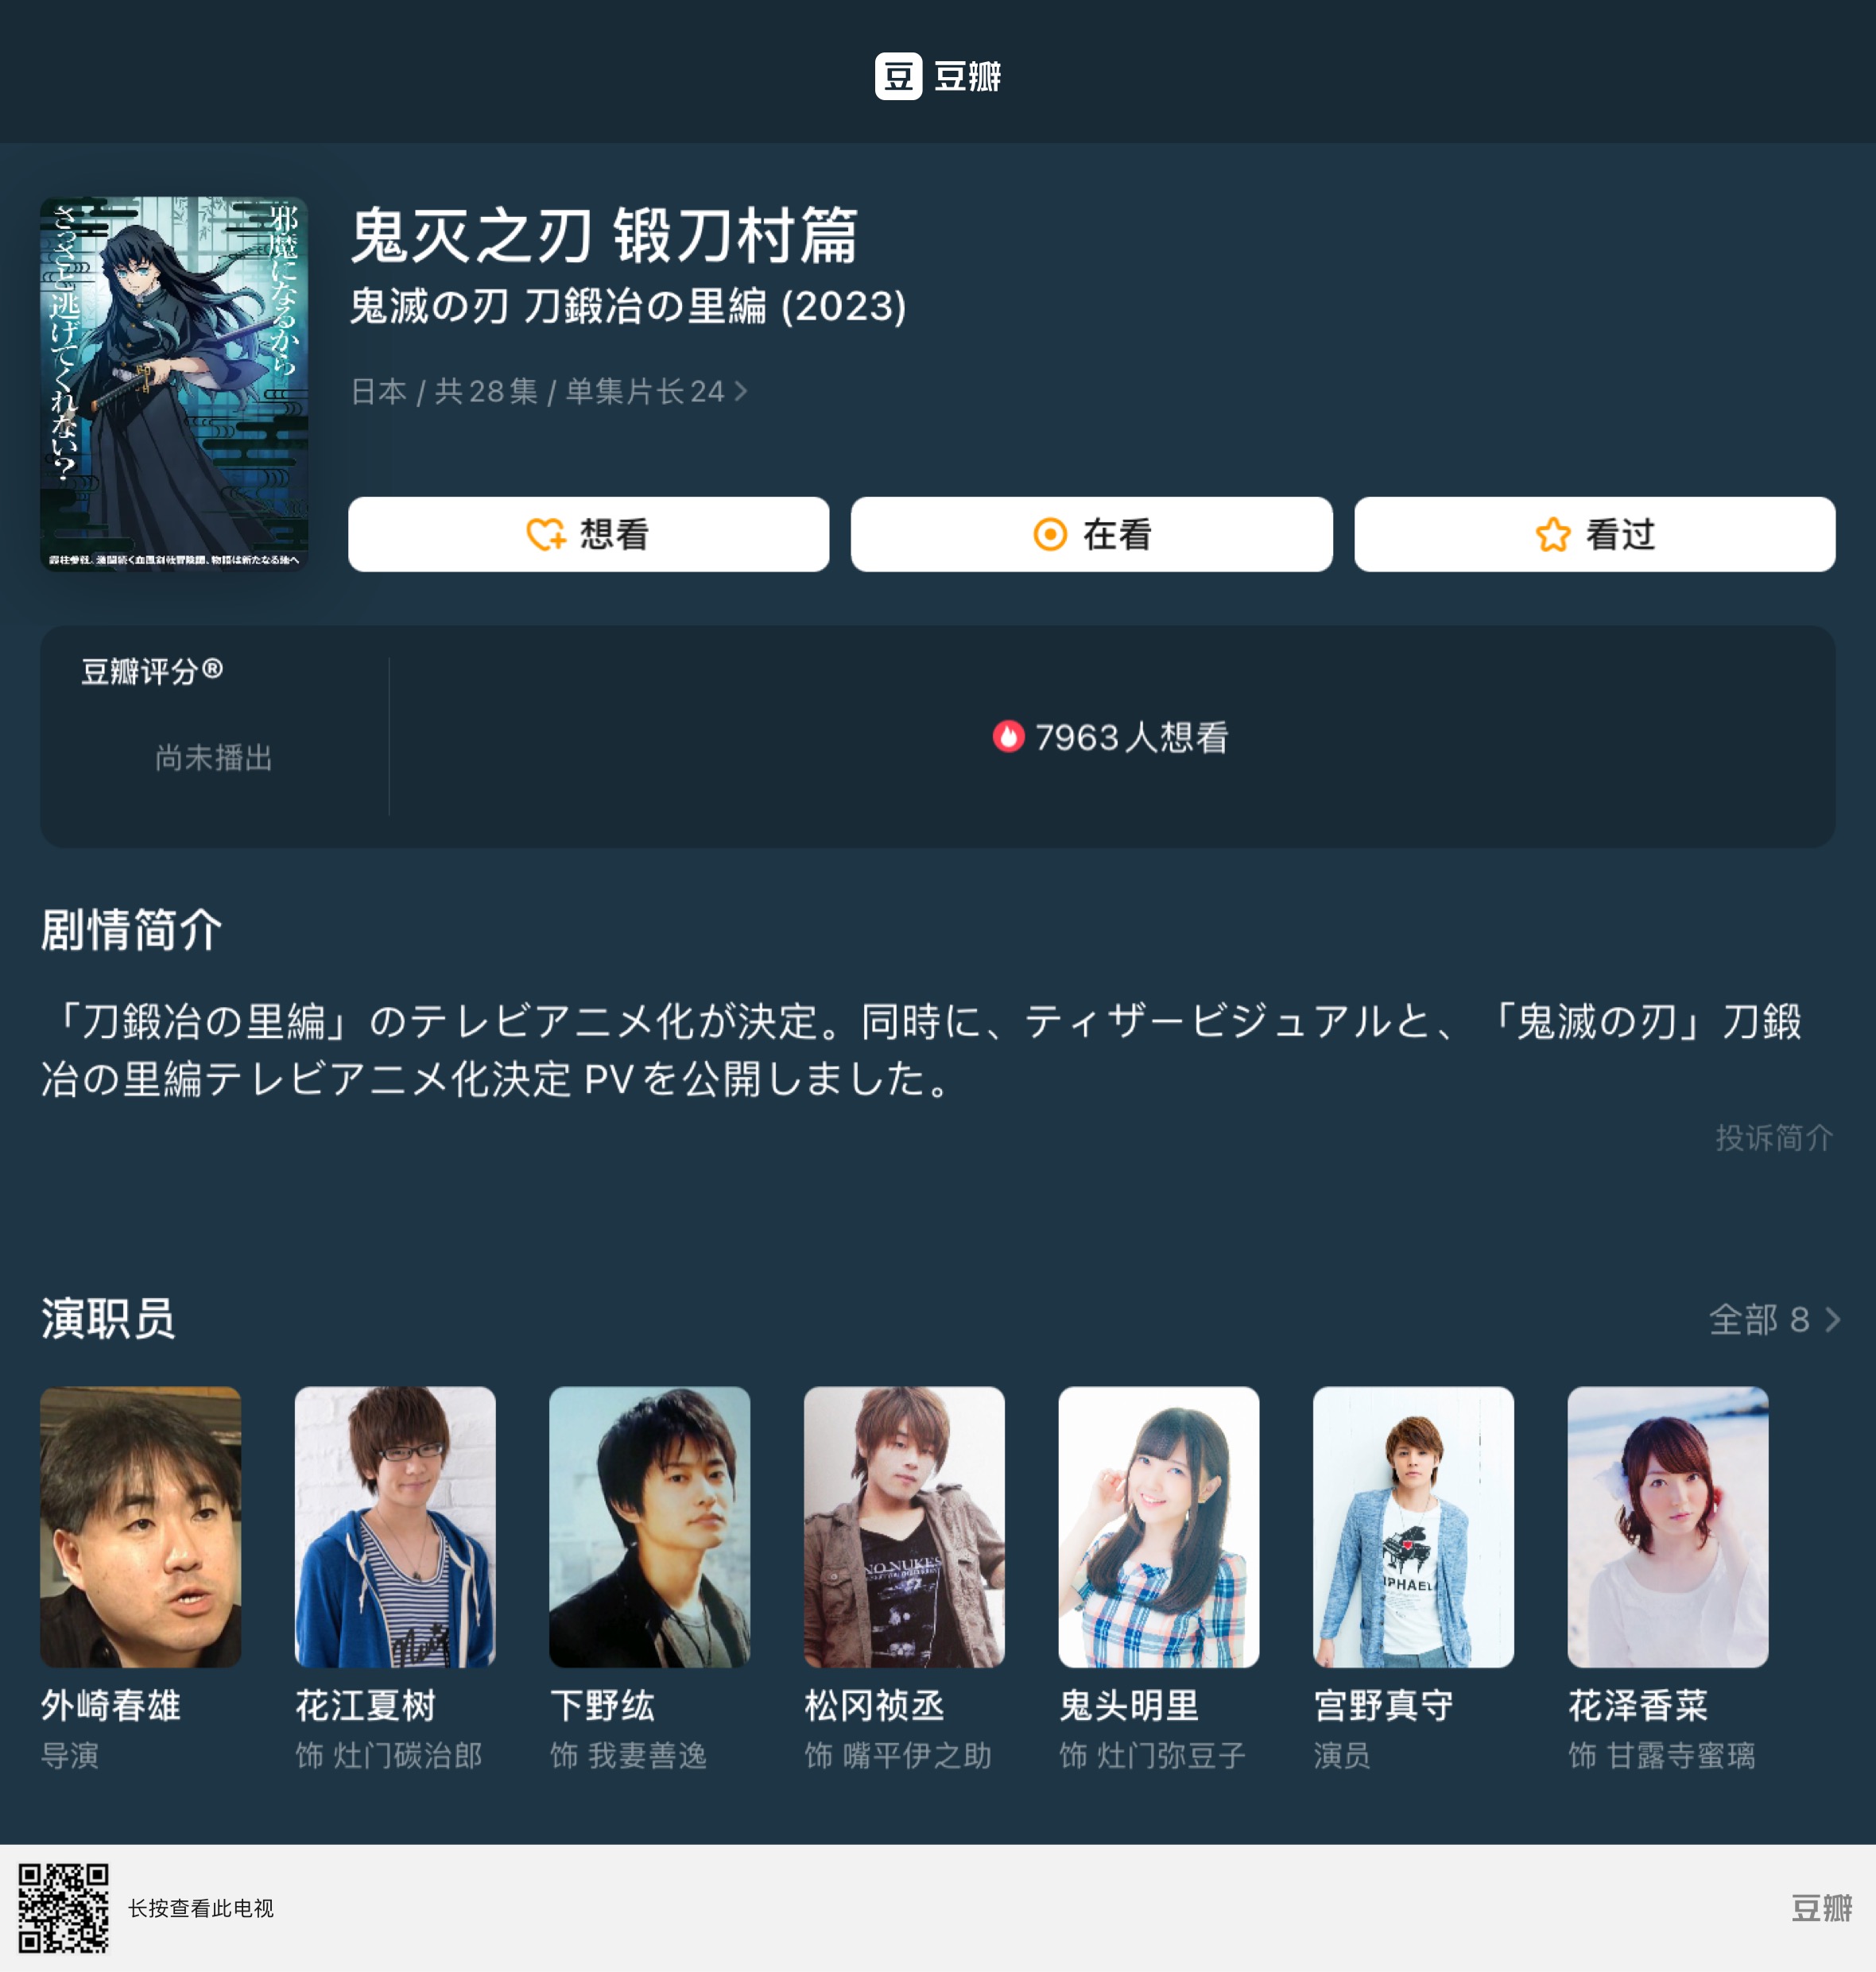 豆 豆瓣
邪魔になるから
さっさと逃げてくれない?
霞柱参戦。激闘続く血風剣戟冒険譚、物語は新たなる地へ
鬼灭之刃 锻刀村篇
鬼滅の刃 刀鍛冶の里編 (2023)
日本 / 共 28 集 / 单集片长 24
想看
在看
看过
豆瓣评分®
尚未播出
7963 人想看
剧情简介
「刀鍛冶の里編」のテレビアニメ化が決定。同時に、ティザービジュアルと、「鬼滅の刃」刀鍛
冶の里編テレビアニメ化決定 PV を公開しました。
投诉简介
演职员
全部 8
NO NUKES
PHAEL
外崎春雄
导演
花江夏树
饰 灶门碳治郎
下野纮
饰 我妻善逸
松冈祯丞
饰 嘴平伊之助
鬼头明里
饰 灶门弥豆子
宫野真守
演员
花泽香菜
饰 甘露寺蜜璃
长按查看此电视
豆瓣